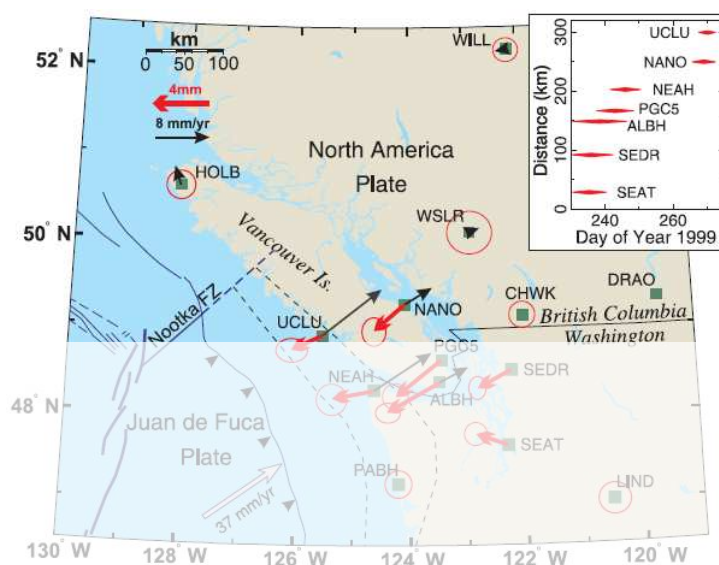 52° N
50° N
48° N
130° W
128° W
126° W
124° W
122° W
120° W
km
0 50 100
4mm
8 mm/yr
WILL
HOLB
North America
Plate
WSLR
Vancouver Is.
Nootka FZ
UCLU
NANO
CHWK
DRAO
British Columbia
Washington
PGC5
NEAH
ALBH
SEDR
SEAT
Juan de Fuca
Plate
37 mm/yr
PABH
LIND
300
200
100
0
Distance (km)
UCLU
NANO
NEAH
PGC5
ALBH
SEDR
SEAT
240
260
Day of Year 1999